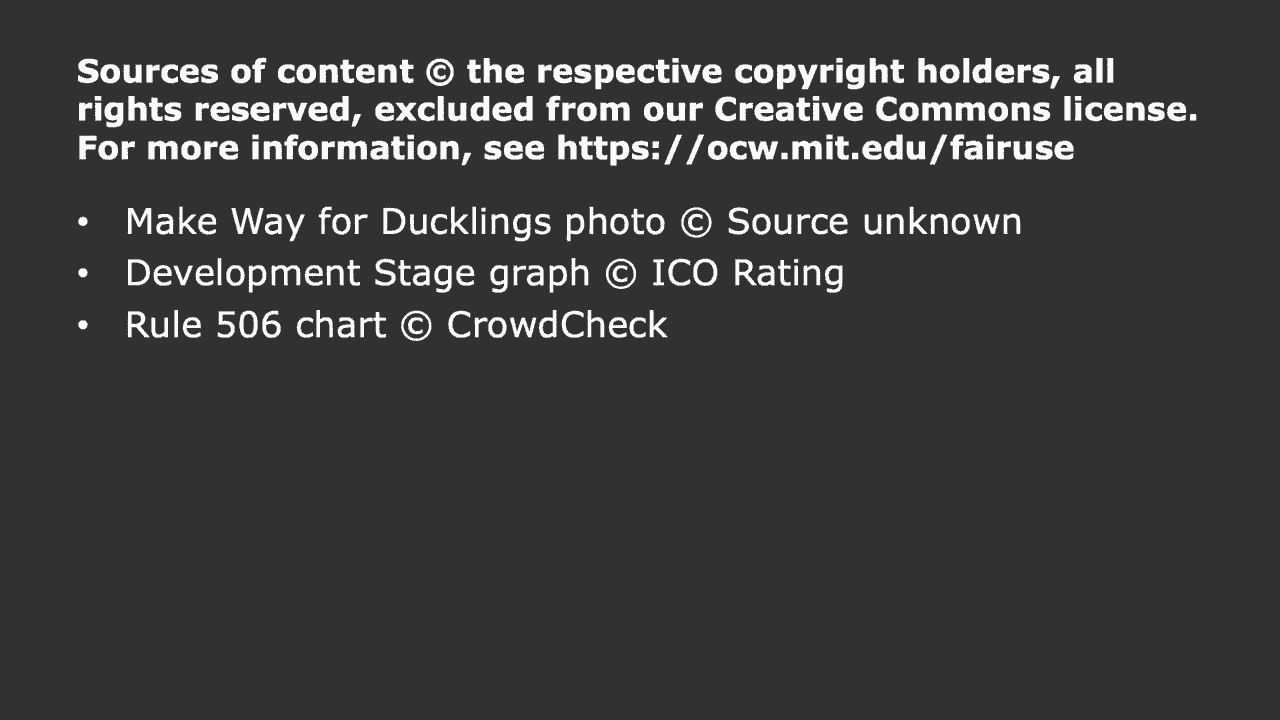 Sources of content © the respective copyright holders, all
rights reserved, excluded from our Creative Commons license.
For more information, see https://ocw.mit.edu/fairuse
• Make Way for Ducklings photo © Source unknown
• Development Stage graph © ICO Rating
• Rule 506 chart © CrowdCheck